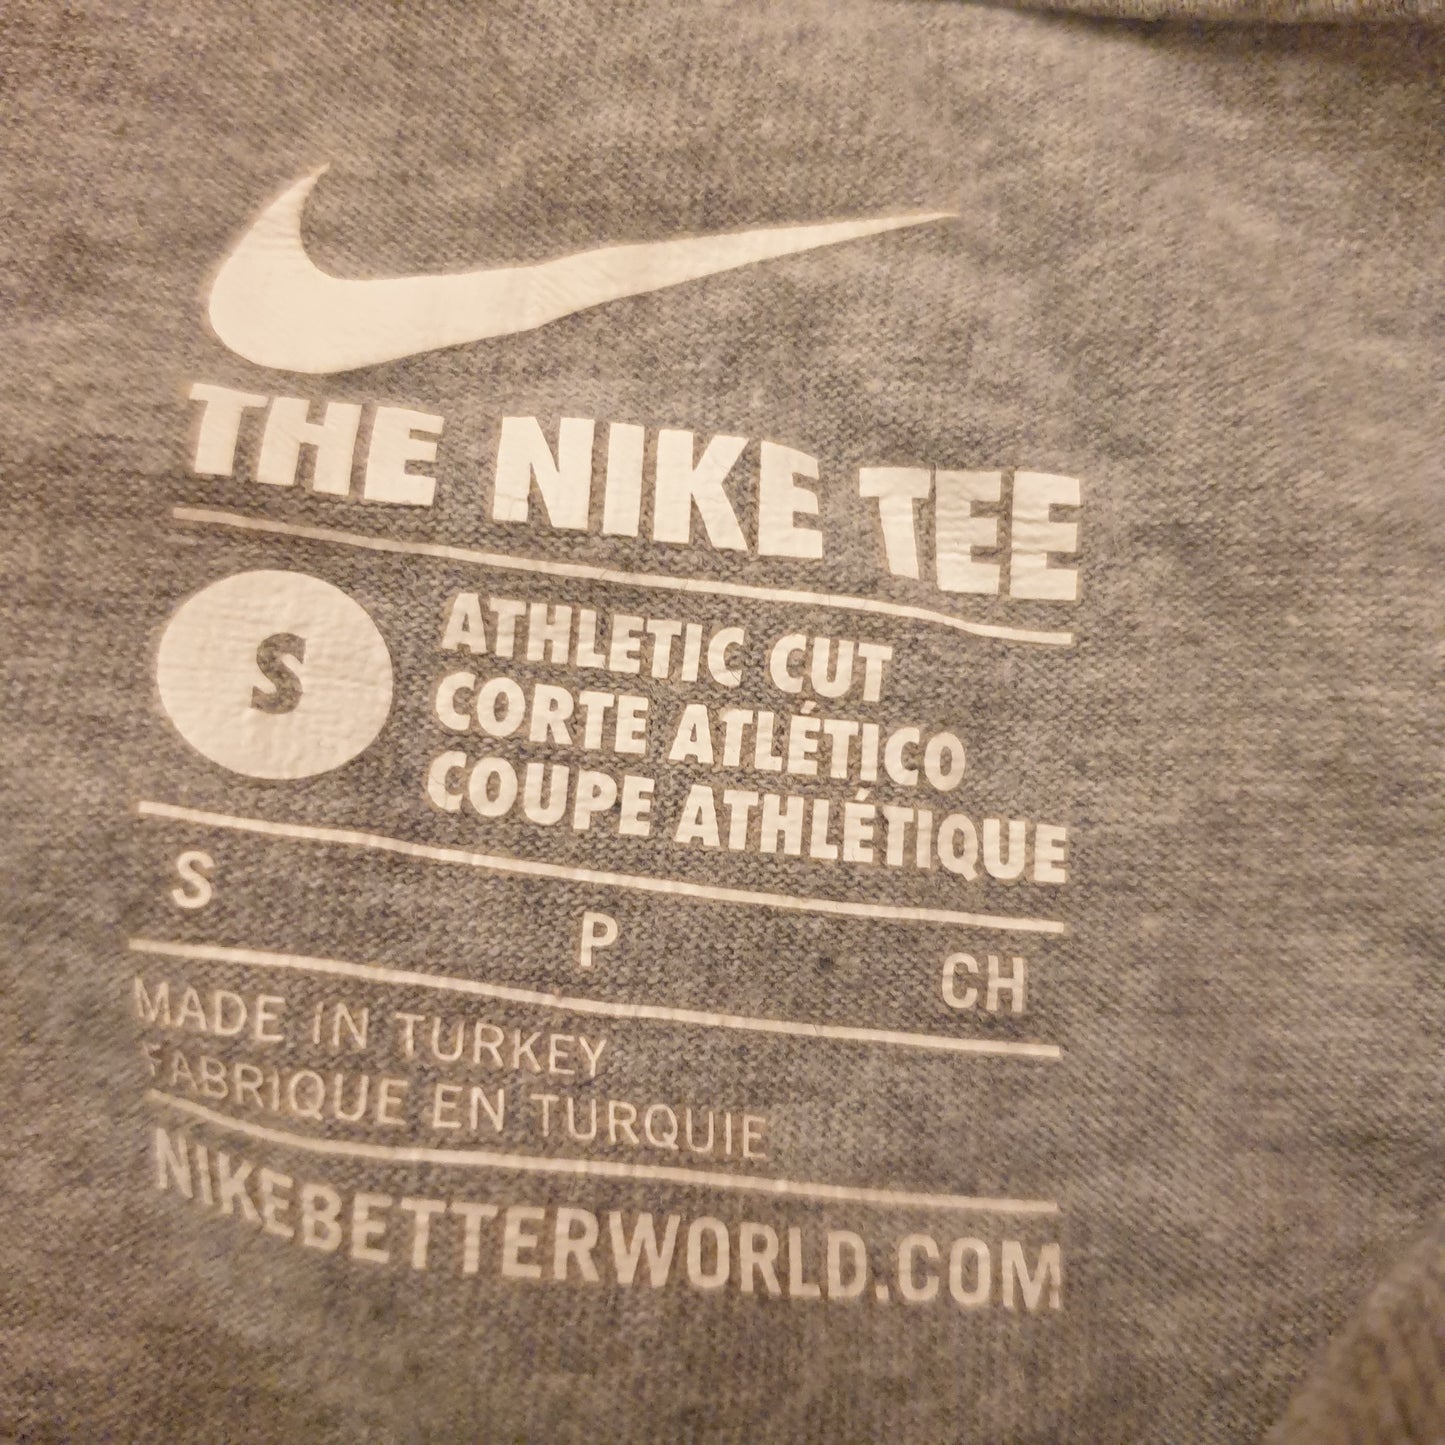 THE NIKE TEE
S
ATHLETIC CUT
CORTE ATLÉTICO
COUPE ATHLÉTIQUE
S P CH
MADE IN TURKEY
FABRIQUE EN TURQUIE
NIKEBETTERWORLD.COM